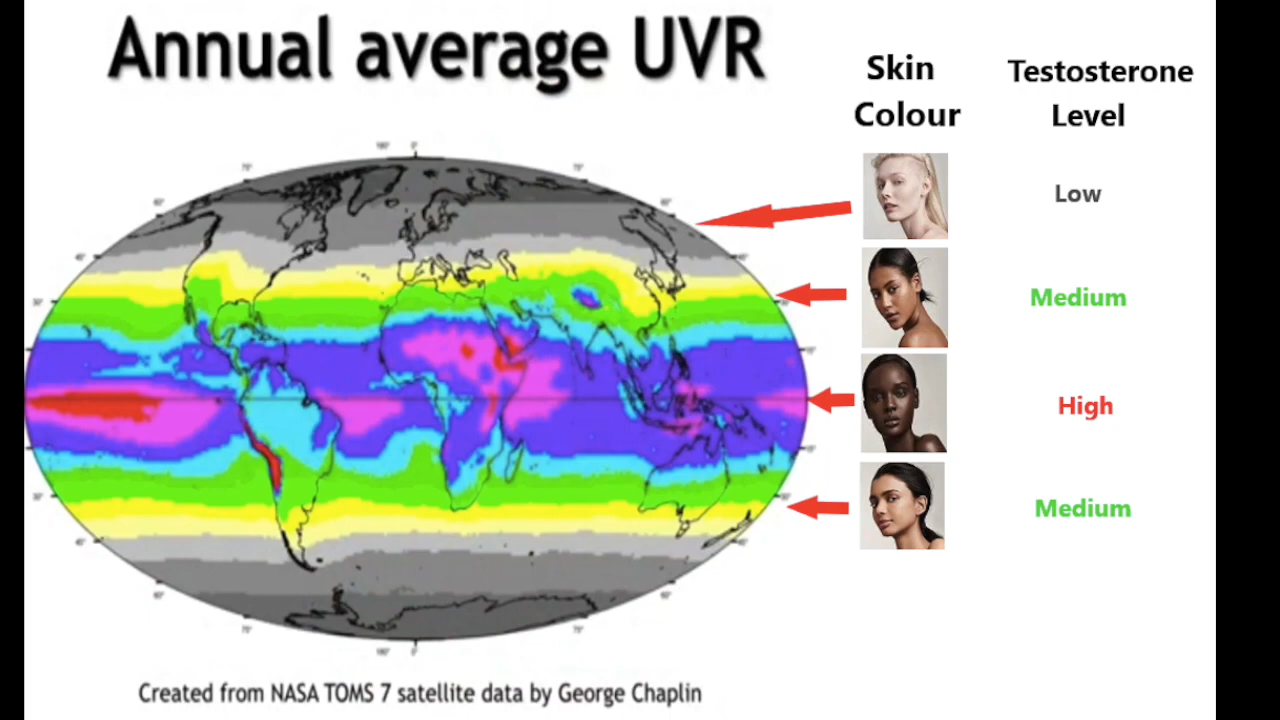 Annual average UVR
Skin
Colour
Testosterone
Level
Low
Medium
High
Medium
Created from NASA TOMS 7 satellite data by George Chaplin